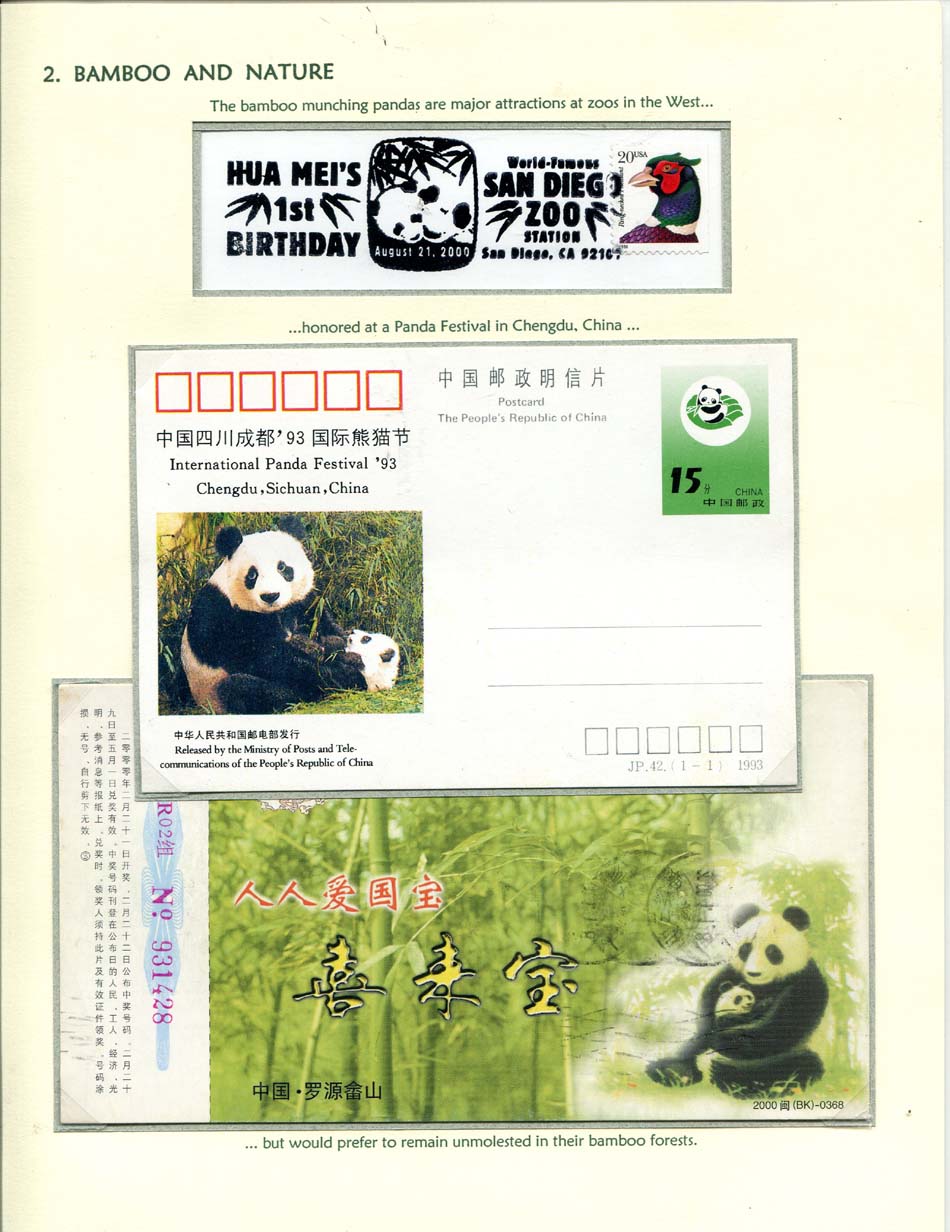 2. BAMBOO AND NATURE
The bamboo munching pandas are major attractions at zoos in the West...
HUA MEI'S
1st
BIRTHDAY
August 21, 2000
World-Famous
SAN DIEGO
ZOO
STATION
San Diego, CA 92109
20USA
...honored at a Panda Festival in Chengdu, China ...
中国四川成都’93 国际熊猫节
International Panda Festival ’93
Chengdu,Sichuan,China
中国邮政明信片
Postcard
The People's Republic of China
15分
CHINA
中国邮政
中华人民共和国邮电部发行
Released by the Ministry of Posts and Tele-
communications of the People's Republic of China
JP.42.(1-1) 1993
二零零零年二月二十一日开奖，二月二十二日公布中奖号码。二月二十
九日至五月一日兑奖有效。中奖号码刊登在公布日的人民、工人、经济、光
明、参考消息等报纸上。兑奖时，领奖人须持此片及有效证件领奖，号码涂
损、无号、自行剪下无效。
R02组 Nº 931428
人人爱国宝
喜来宝
中国·罗源畲山
2000 闽(BK)-0368
... but would prefer to remain unmolested in their bamboo forests.